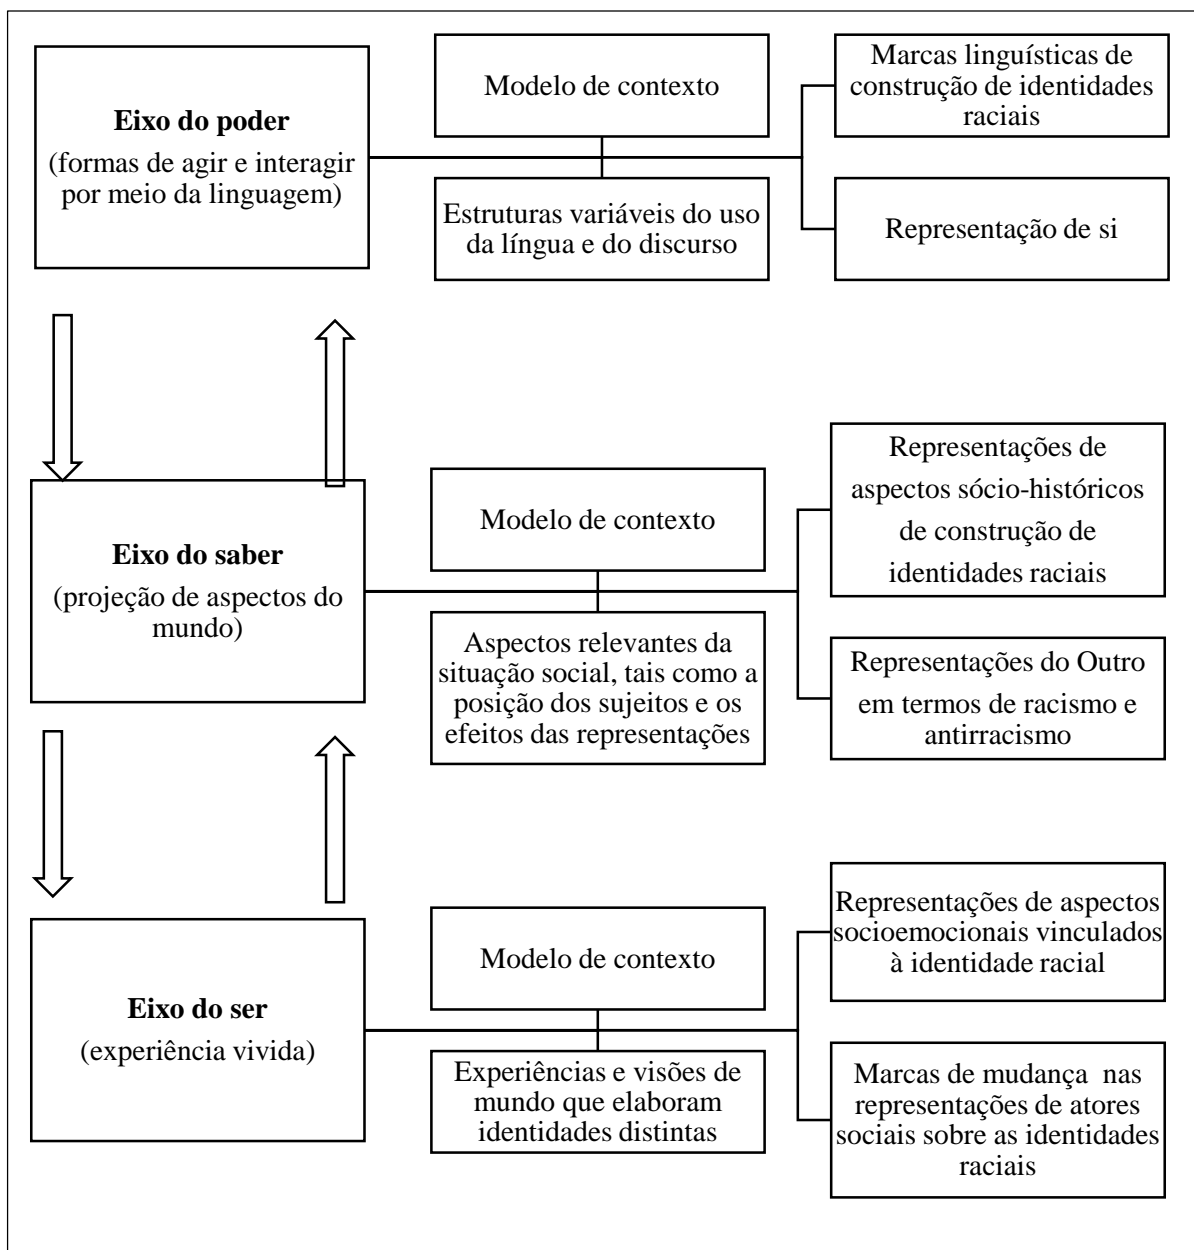 Eixo do poder
(formas de agir e interagir
por meio da linguagem)
Modelo de contexto
Estruturas variáveis do uso
da língua e do discurso
Marcas linguísticas de
construção de identidades
raciais
Representação de si
Eixo do saber
(projeção de aspectos do
mundo)
Modelo de contexto
Aspectos relevantes da
situação social, tais como a
posição dos sujeitos e os
efeitos das representações
Representações de
aspectos sócio-históricos
de construção de
identidades raciais
Representações do Outro
em termos de racismo e
antirracismo
Eixo do ser
(experiência vivida)
Modelo de contexto
Experiências e visões de
mundo que elaboram
identidades distintas
Representações de aspectos
socioemocionais vinculados
à identidade racial
Marcas de mudança nas
representações de atores
sociais sobre as identidades
raciais